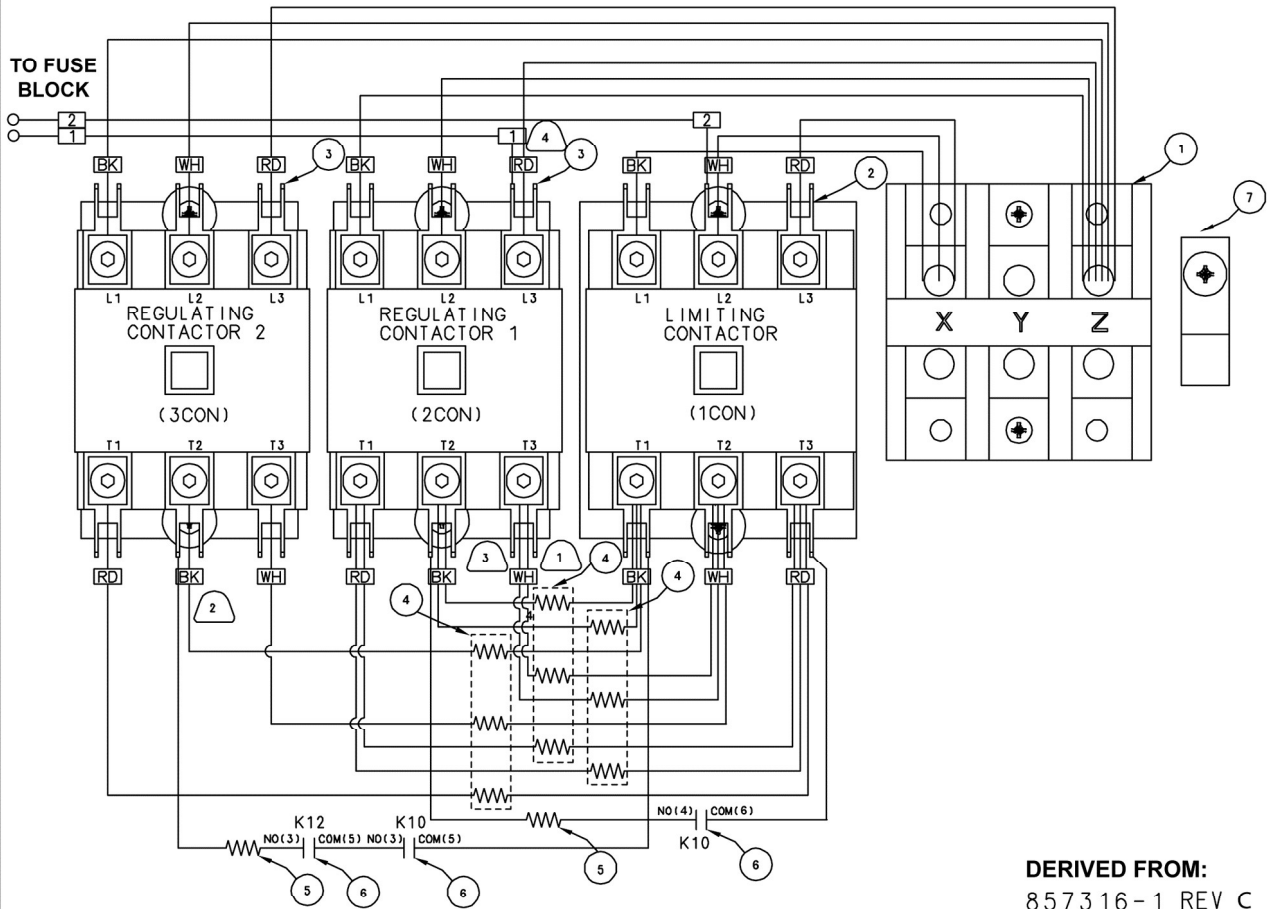 TO FUSE
BLOCK
2
1
2
1
4
BK
WH
RD
3
BK
WH
RD
3
BK
WH
RD
2
1
7
L1
L2
L3
L1
L2
L3
L1
L2
L3
REGULATING
CONTACTOR 2
REGULATING
CONTACTOR 1
LIMITING
CONTACTOR
X
Y
Z
(3CON)
(2CON)
(1CON)
T1
T2
T3
T1
T2
T3
T1
T2
T3
RD
BK
WH
RD
BK
3
WH
1
4
BK
4
WH
RD
2
4
4
K12
NO(3)
COM(5)
K10
NO(3)
COM(5)
NO(4)
COM(6)
K10
5
6
6
5
6
DERIVED FROM:
857316-1 REV C